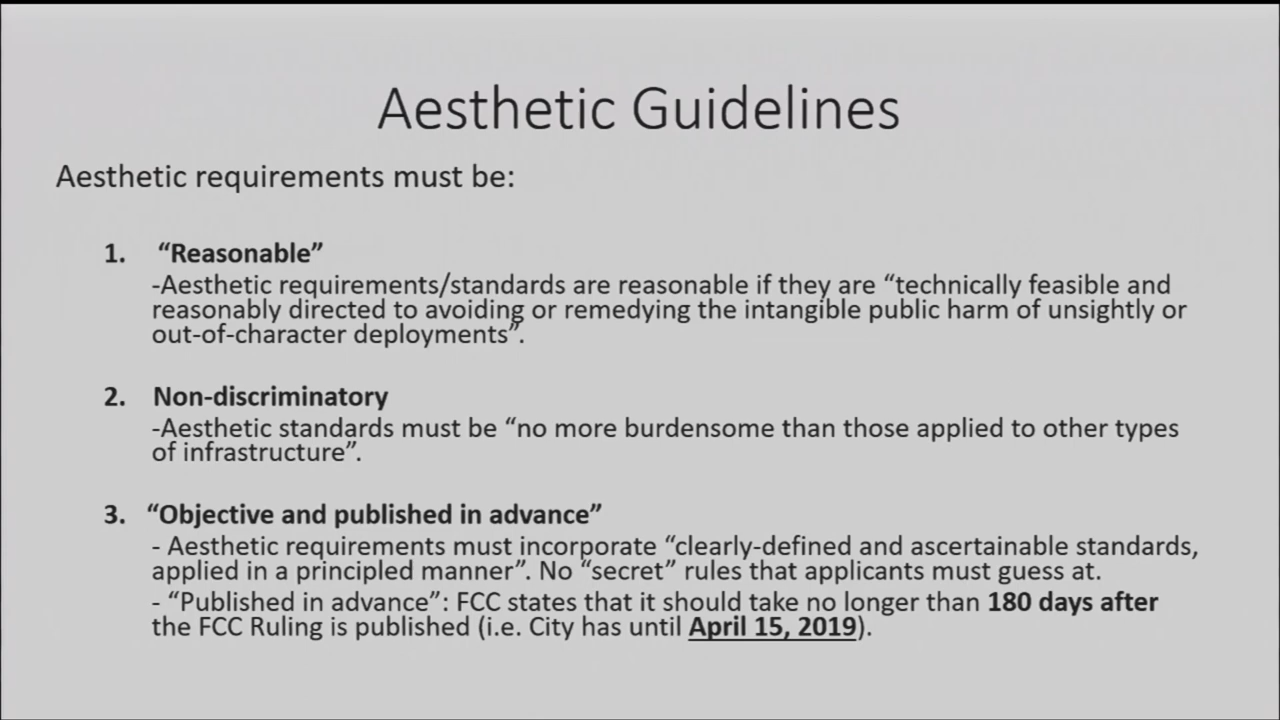 Aesthetic Guidelines
Aesthetic requirements must be:
1. “Reasonable”
-Aesthetic requirements/standards are reasonable if they are “technically feasible and
reasonably directed to avoiding or remedying the intangible public harm of unsightly or
out-of-character deployments”.
2. Non-discriminatory
-Aesthetic standards must be “no more burdensome than those applied to other types
of infrastructure”.
3. “Objective and published in advance”
- Aesthetic requirements must incorporate “clearly-defined and ascertainable standards,
applied in a principled manner”. No “secret” rules that applicants must guess at.
- “Published in advance”: FCC states that it should take no longer than 180 days after
the FCC Ruling is published (i.e. City has until April 15, 2019).